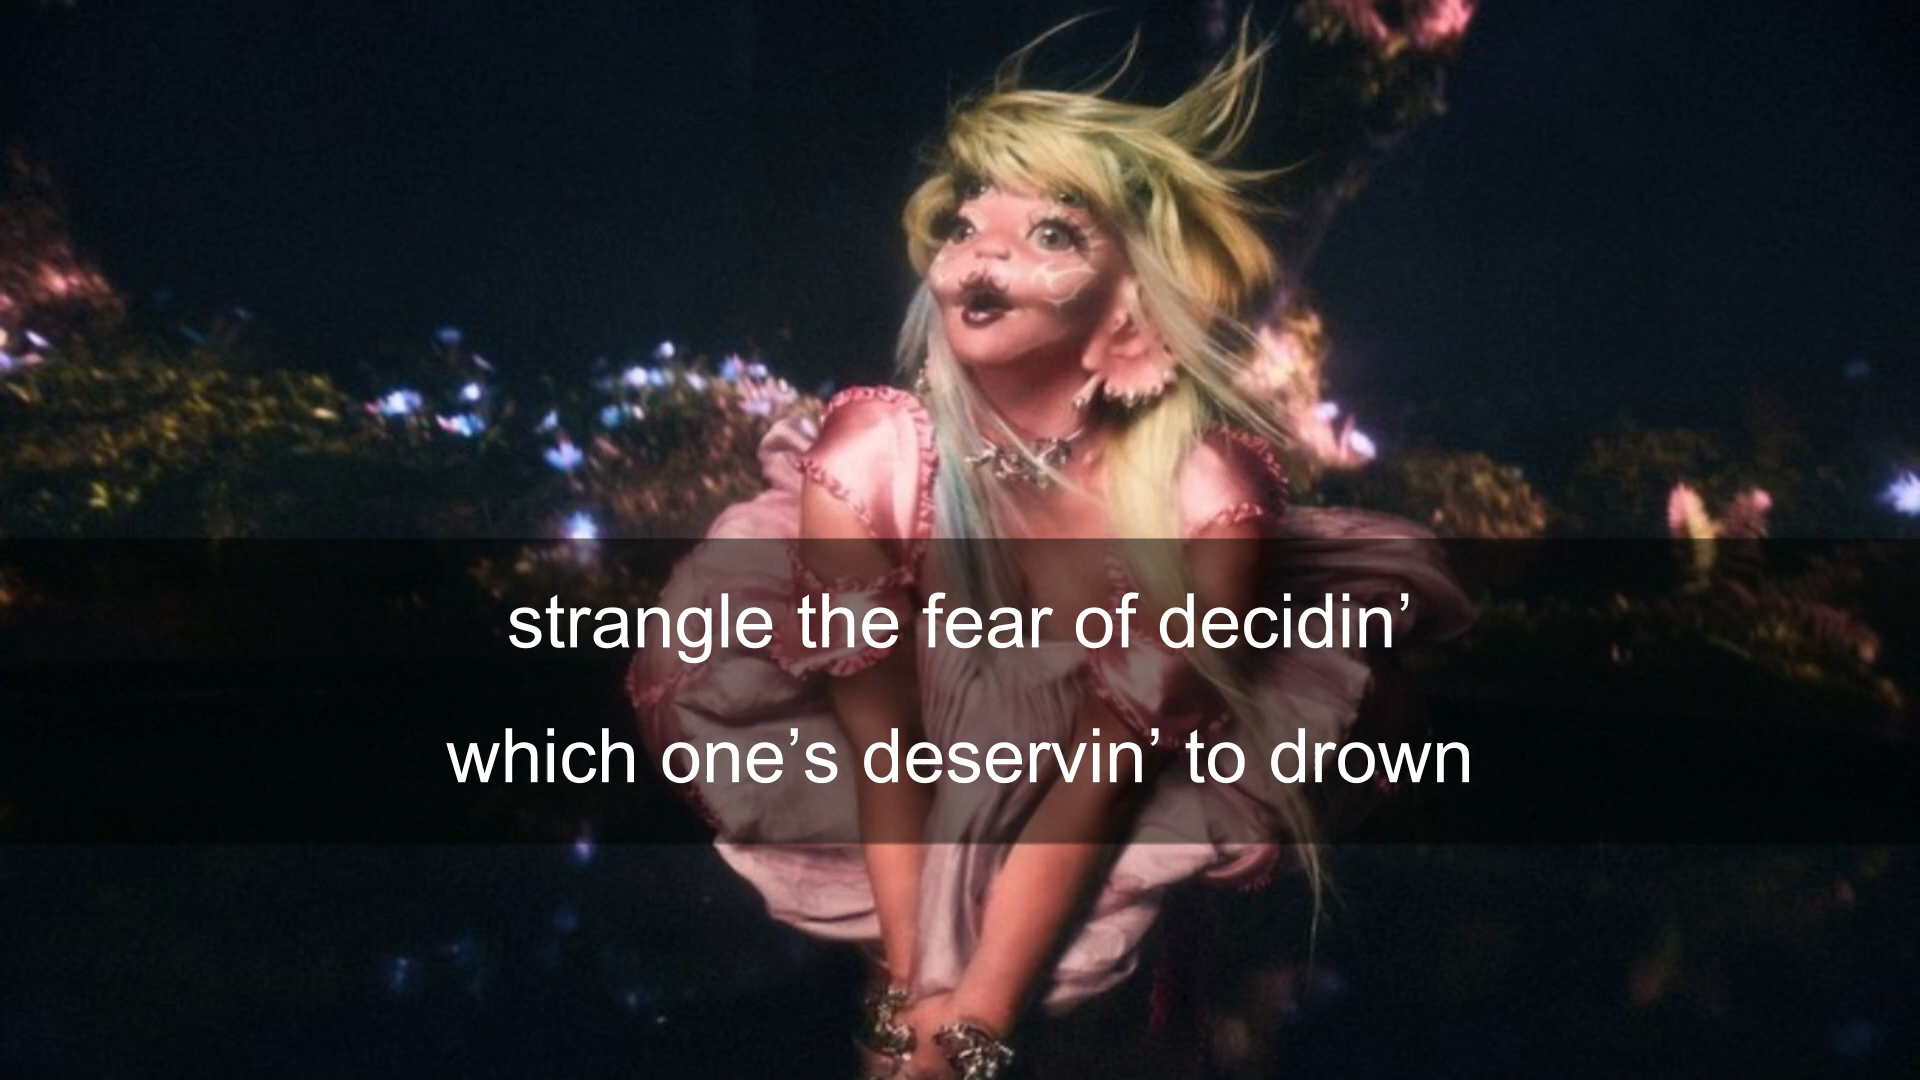 strangle the fear of decidin’
which one’s deservin’ to drown